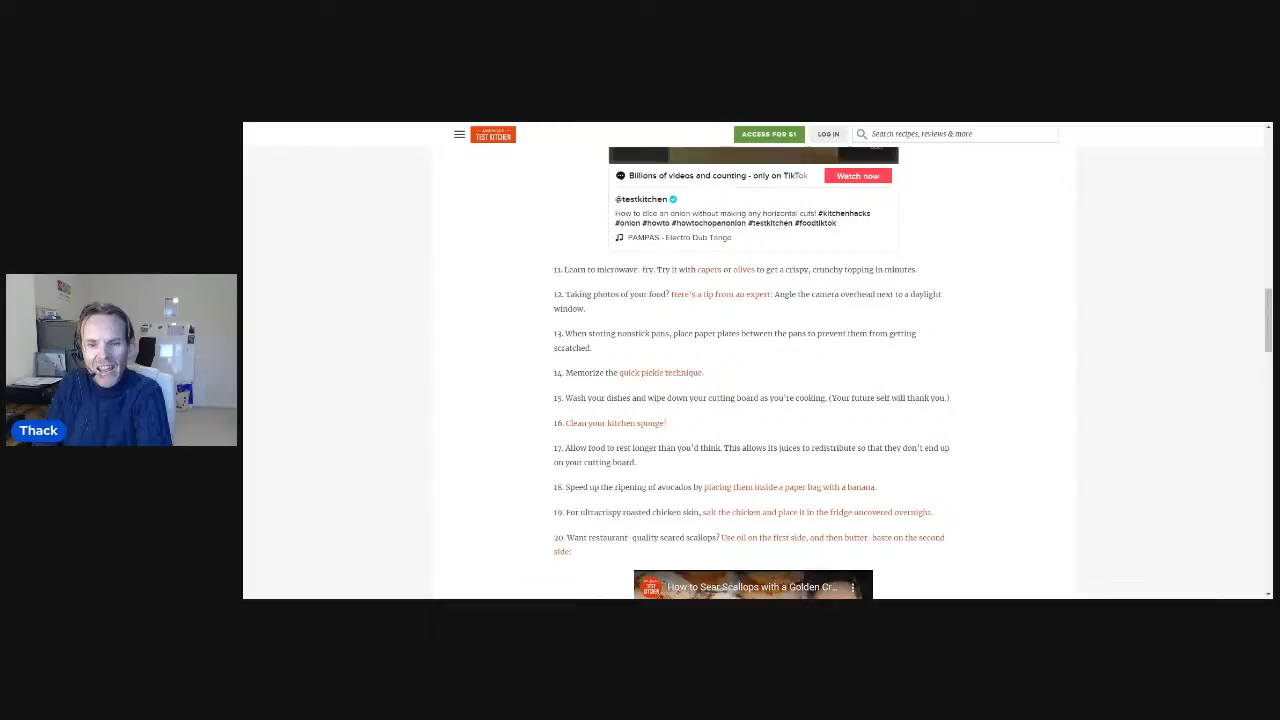 TEST KITCHEN
ACCESS FOR $1
LOG IN
Search recipes, reviews & more
Billions of videos and counting - only on TikTok
Watch now
@testkitchen
How to dice an onion without making any horizontal cuts! #kitchenhacks
#onion #howto #howtochopanonion #testkitchen #foodtiktok
PAMPAS - Electro Dub Tango
11. Learn to microwave-fry. Try it with capers or olives to get a crispy, crunchy topping in minutes.
12. Taking photos of your food? Here's a tip from an expert: Angle the camera overhead next to a daylight
window.
13. When storing nonstick pans, place paper plates between the pans to prevent them from getting
scratched.
14. Memorize the quick pickle technique.
15. Wash your dishes and wipe down your cutting board as you're cooking. (Your future self will thank you.)
16. Clean your kitchen sponge!
17. Allow food to rest longer than you'd think. This allows its juices to redistribute so that they don't end up
on your cutting board.
18. Speed up the ripening of avocados by placing them inside a paper bag with a banana.
19. For ultracrispy roasted chicken skin, salt the chicken and place it in the fridge uncovered overnight.
20. Want restaurant-quality seared scallops? Use oil on the first side, and then butter-baste on the second
side:
TEST KITCHEN
How to Sear Scallops with a Golden Cr...
Thack